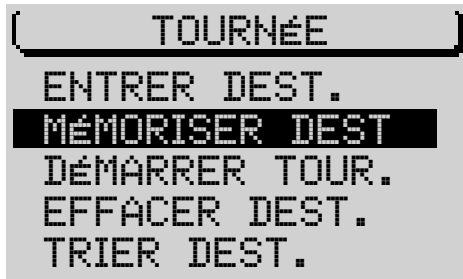 TOURNÉE
ENTRER DEST.
MÉMORISER DEST
DÉMARRER TOUR.
EFFACER DEST.
TRIER DEST.